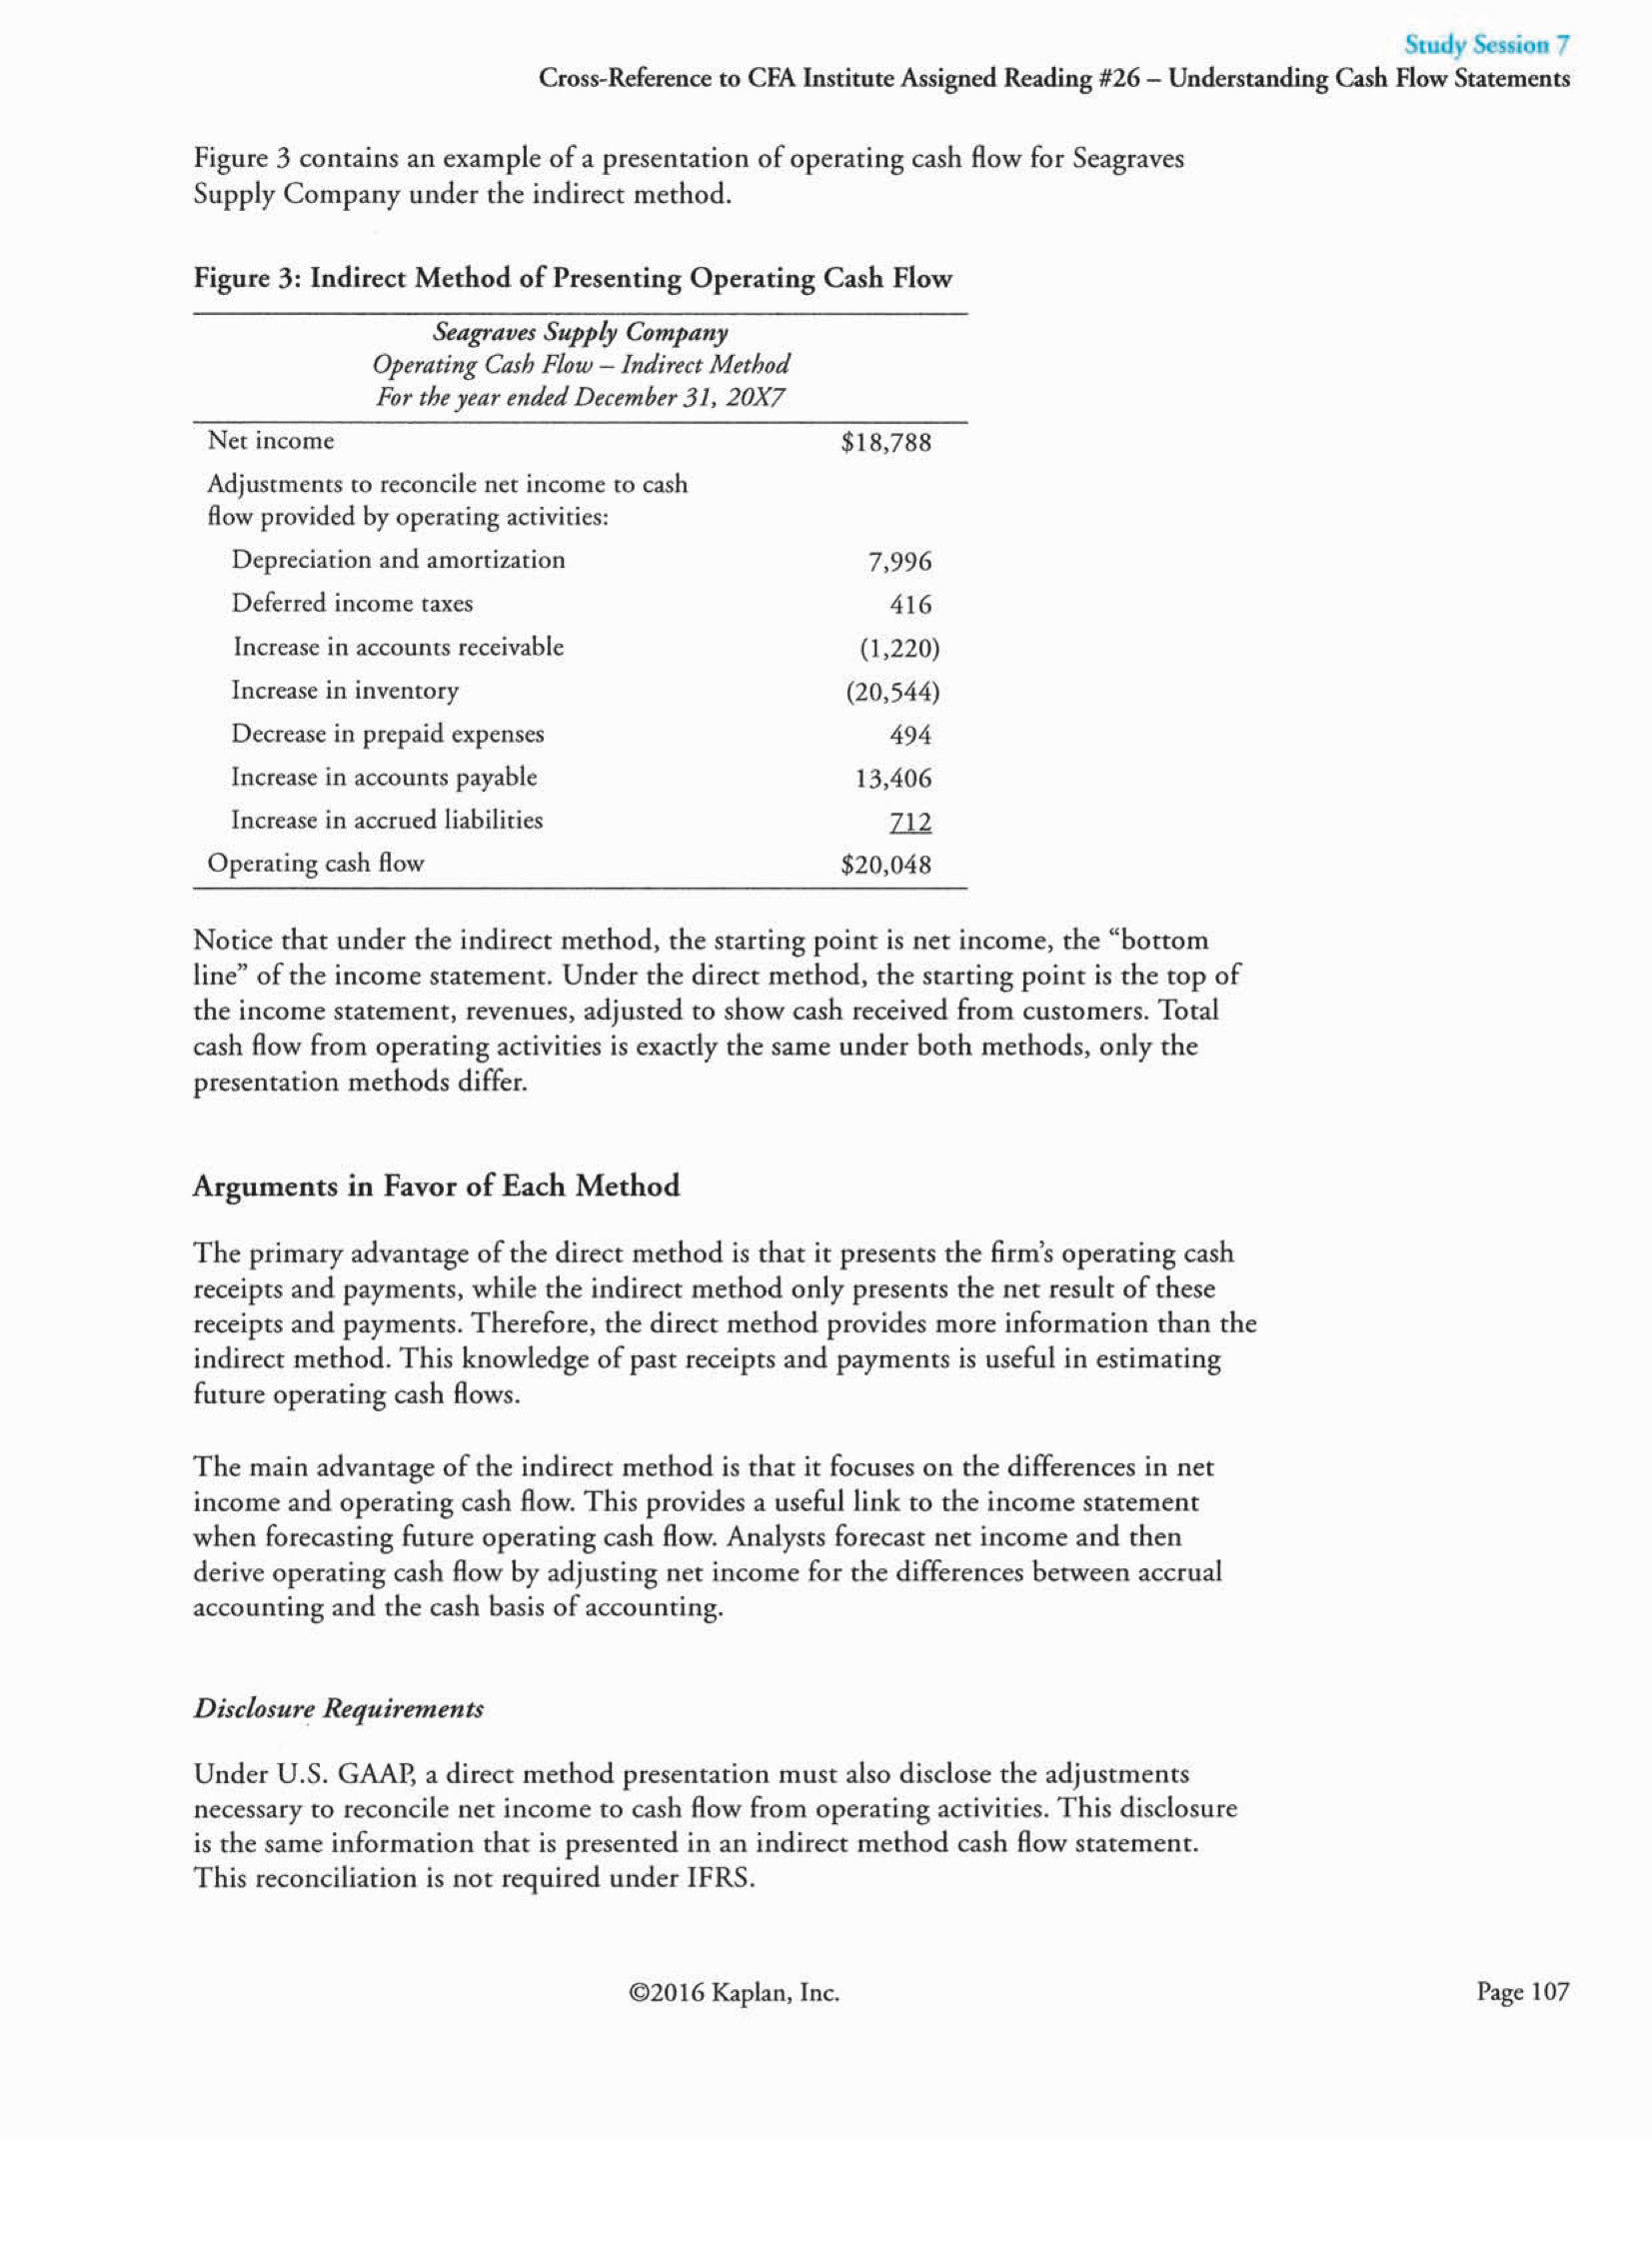 Study Session 7
Cross-Reference to CFA Institute Assigned Reading #26 – Understanding Cash Flow Statements
Figure 3 contains an example of a presentation of operating cash flow for Seagraves
Supply Company under the indirect method.
Figure 3: Indirect Method of Presenting Operating Cash Flow
Seagraves Supply Company
Operating Cash Flow – Indirect Method
For the year ended December 31, 20X7
Net income $18,788
Adjustments to reconcile net income to cash
flow provided by operating activities:
Depreciation and amortization 7,996
Deferred income taxes 416
Increase in accounts receivable (1,220)
Increase in inventory (20,544)
Decrease in prepaid expenses 494
Increase in accounts payable 13,406
Increase in accrued liabilities 712
Operating cash flow $20,048
Notice that under the indirect method, the starting point is net income, the “bottom
line” of the income statement. Under the direct method, the starting point is the top of
the income statement, revenues, adjusted to show cash received from customers. Total
cash flow from operating activities is exactly the same under both methods, only the
presentation methods differ.
Arguments in Favor of Each Method
The primary advantage of the direct method is that it presents the firm’s operating cash
receipts and payments, while the indirect method only presents the net result of these
receipts and payments. Therefore, the direct method provides more information than the
indirect method. This knowledge of past receipts and payments is useful in estimating
future operating cash flows.
The main advantage of the indirect method is that it focuses on the differences in net
income and operating cash flow. This provides a useful link to the income statement
when forecasting future operating cash flow. Analysts forecast net income and then
derive operating cash flow by adjusting net income for the differences between accrual
accounting and the cash basis of accounting.
Disclosure Requirements
Under U.S. GAAP, a direct method presentation must also disclose the adjustments
necessary to reconcile net income to cash flow from operating activities. This disclosure
is the same information that is presented in an indirect method cash flow statement.
This reconciliation is not required under IFRS.
©2016 Kaplan, Inc.
Page 107